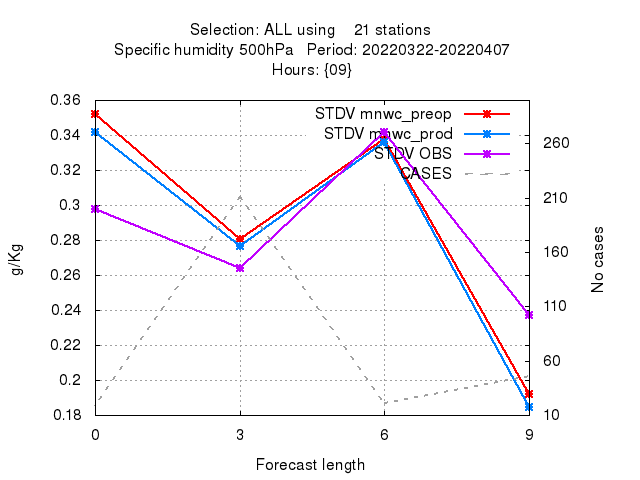 Selection: ALL using    21 stations
Specific humidity 500hPa   Period: 20220322-20220407
Hours: {09}
STDV mnwc_preop
STDV mnwc_prod
STDV OBS
CASES
0.36
0.34
0.32
0.3
0.28
0.26
0.24
0.22
0.2
0.18
g/Kg
260
210
160
110
60
10
No cases
0 3 6 9
Forecast length